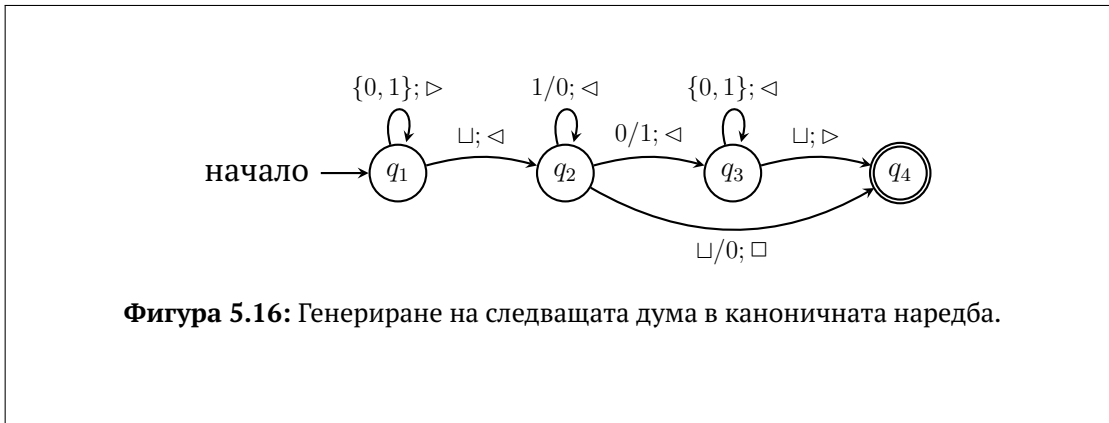 {0, 1}; ▷ 1/0; ◁ {0, 1}; ◁
⊔; ◁ 0/1; ◁ ⊔; ▷
начало q₁ q₂ q₃ q₄
⊔/0; □
Фигура 5.16: Генериране на следващата дума в каноничната наредба.